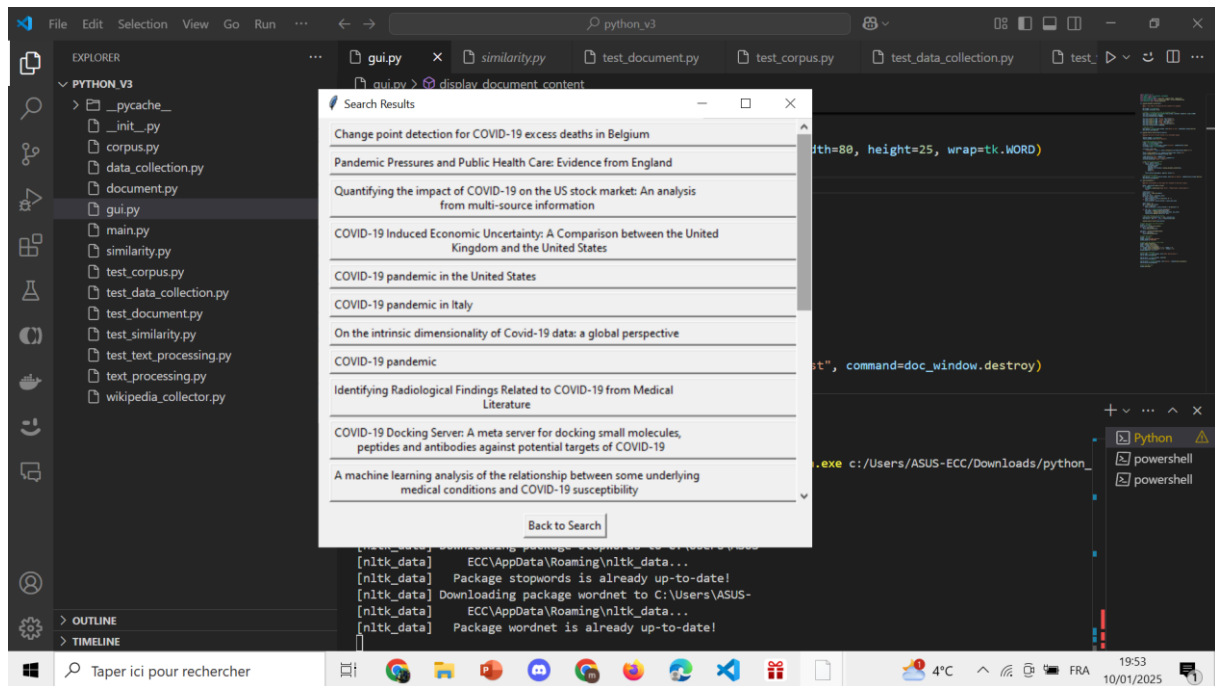 File Edit Selection View Go Run ··· python_v3
EXPLORER
gui.py
similarity.py
test_document.py
test_corpus.py
test_data_collection.py
PYTHON_V3
gui.py > display_document_content
__pycache__
__init__.py
corpus.py
data_collection.py
document.py
gui.py
main.py
similarity.py
test_corpus.py
test_data_collection.py
test_document.py
test_similarity.py
test_text_processing.py
text_processing.py
wikipedia_collector.py
OUTLINE
TIMELINE
Search Results
Change point detection for COVID-19 excess deaths in Belgium
Pandemic Pressures and Public Health Care: Evidence from England
Quantifying the impact of COVID-19 on the US stock market: An analysis
from multi-source information
COVID-19 Induced Economic Uncertainty: A Comparison between the United
Kingdom and the United States
COVID-19 pandemic in the United States
COVID-19 pandemic in Italy
On the intrinsic dimensionality of Covid-19 data: a global perspective
COVID-19 pandemic
Identifying Radiological Findings Related to COVID-19 from Medical
Literature
COVID-19 Docking Server: A meta server for docking small molecules,
peptides and antibodies against potential targets of COVID-19
A machine learning analysis of the relationship between some underlying
medical conditions and COVID-19 susceptibility
Back to Search
height=25, wrap=tk.WORD)
command=doc_window.destroy)
.exe c:/Users/ASUS-ECC/Downloads/python_
Python
powershell
powershell
[nltk_data] ECC\AppData\Roaming\nltk_data...
[nltk_data] Package stopwords is already up-to-date!
[nltk_data] Downloading package wordnet to C:\Users\ASUS-
[nltk_data] ECC\AppData\Roaming\nltk_data...
[nltk_data] Package wordnet is already up-to-date!
Taper ici pour rechercher
4°C
FRA
19:53
10/01/2025